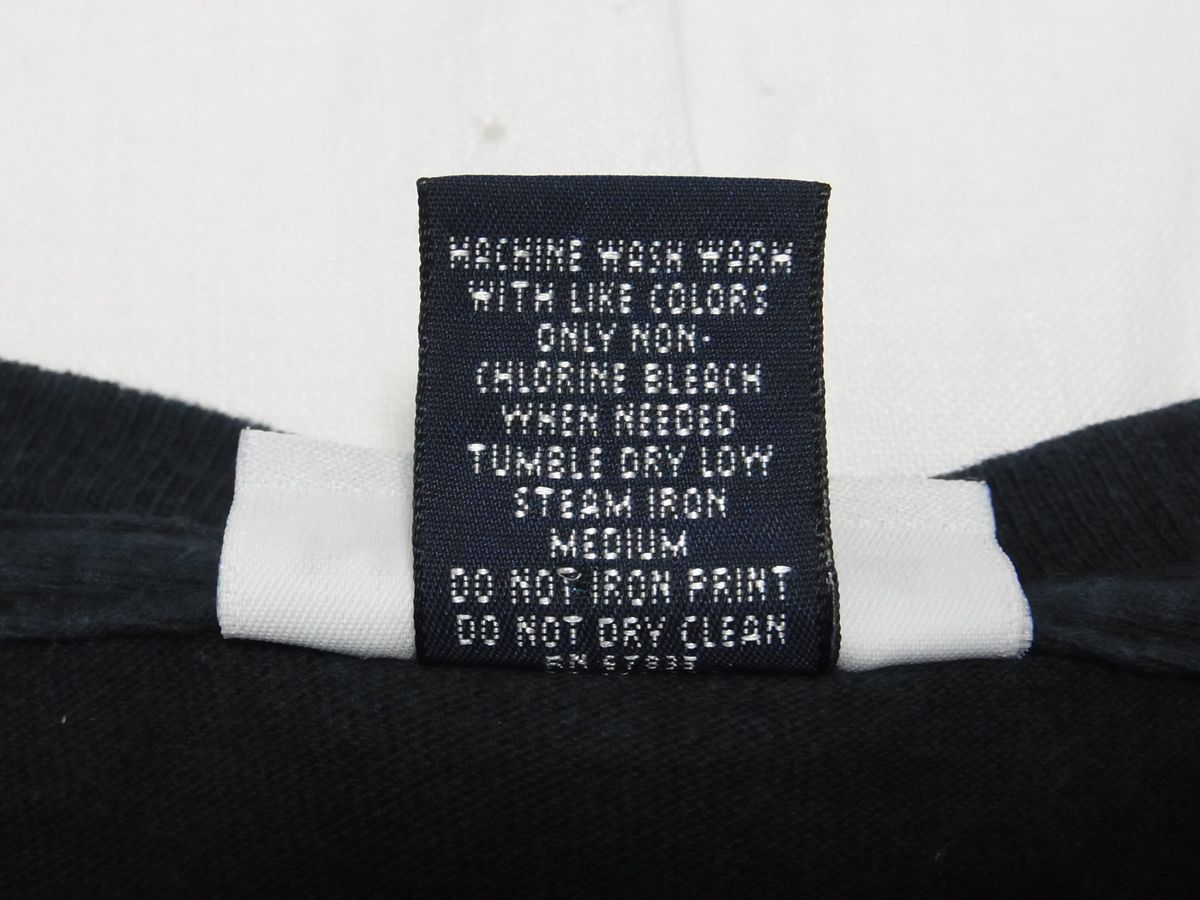 MACHINE WASH WARM
WITH LIKE COLORS
ONLY NON-
CHLORINE BLEACH
WHEN NEEDED
TUMBLE DRY LOW
STEAM IRON
MEDIUM
DO NOT IRON PRINT
DO NOT DRY CLEAN
RN